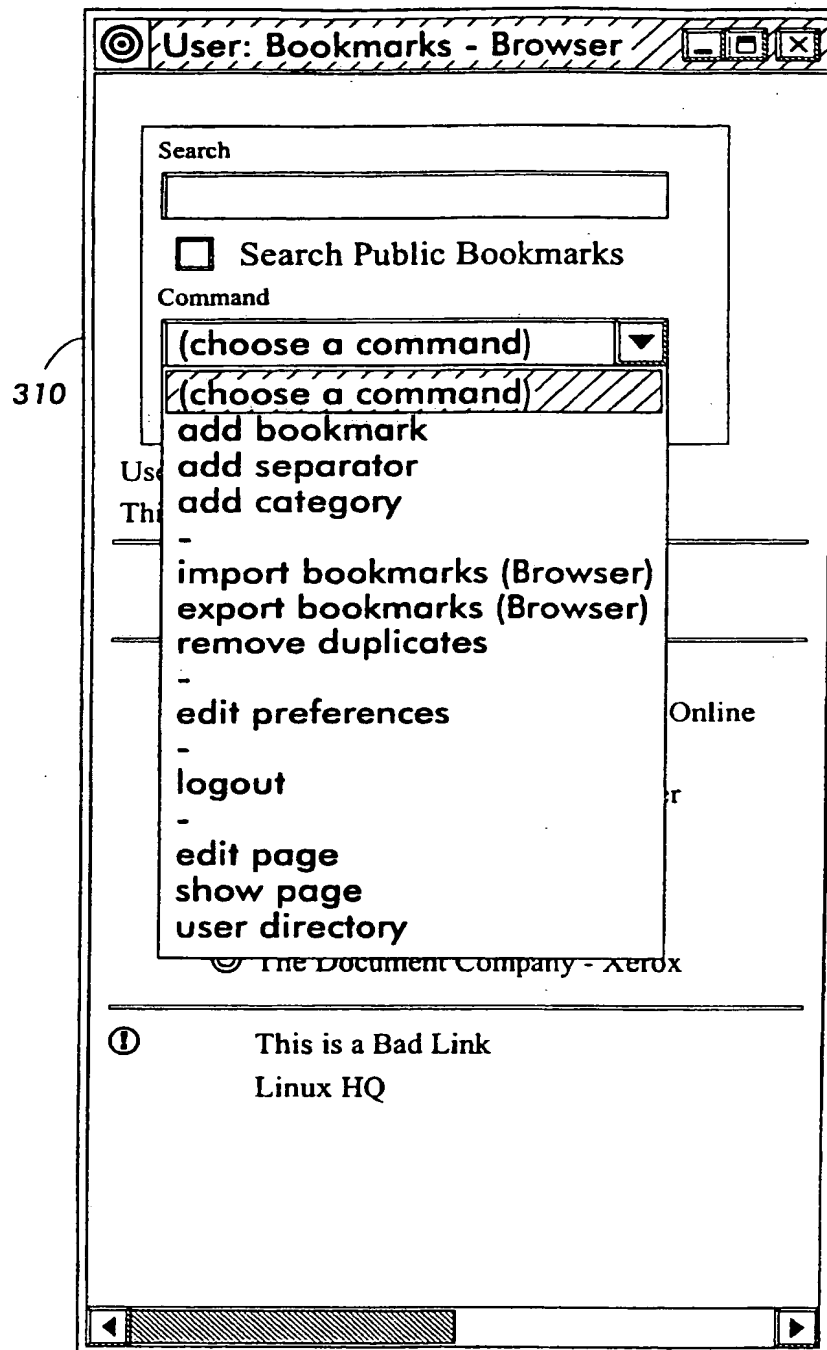 User: Bookmarks - Browser
Search
Search Public Bookmarks
Command
(choose a command)
310
(choose a command)
add bookmark
add separator
add category
-
import bookmarks (Browser)
export bookmarks (Browser)
remove duplicates
-
edit preferences
Online
-
logout
-
edit page
show page
user directory
The Document Company - Xerox
This is a Bad Link
Linux HQ